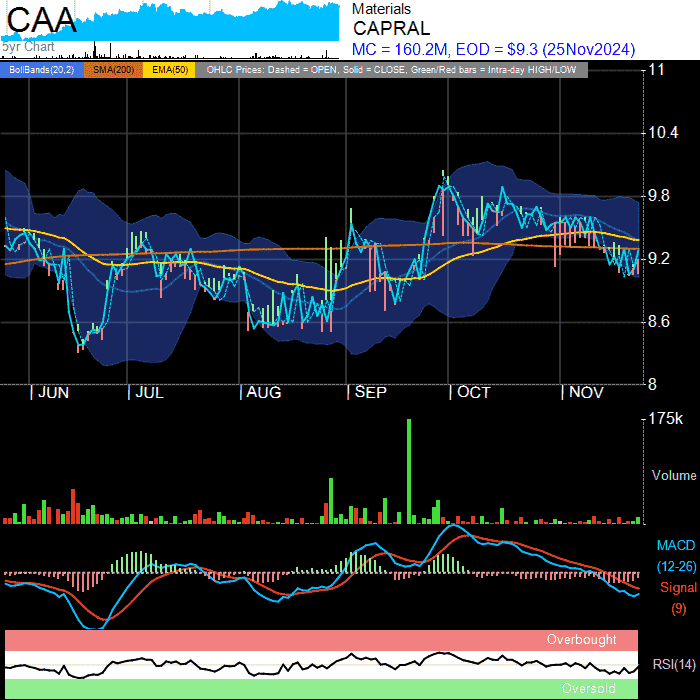 CAA
5yr Chart
Materials
CAPRAL
MC = 160.2M, EOD = $9.3 (25Nov2024)
BollBands(20,2) SMA(200) EMA(50) OHLC Prices: Dashed = OPEN, Solid = CLOSE, Green/Red bars = Intra-day HIGH/LOW
11
10.4
9.8
9.2
8.6
8
| JUN | JUL | AUG | SEP | OCT | NOV
175k
Volume
MACD
(12-26)
Signal
(9)
Overbought
RSI(14)
Oversold